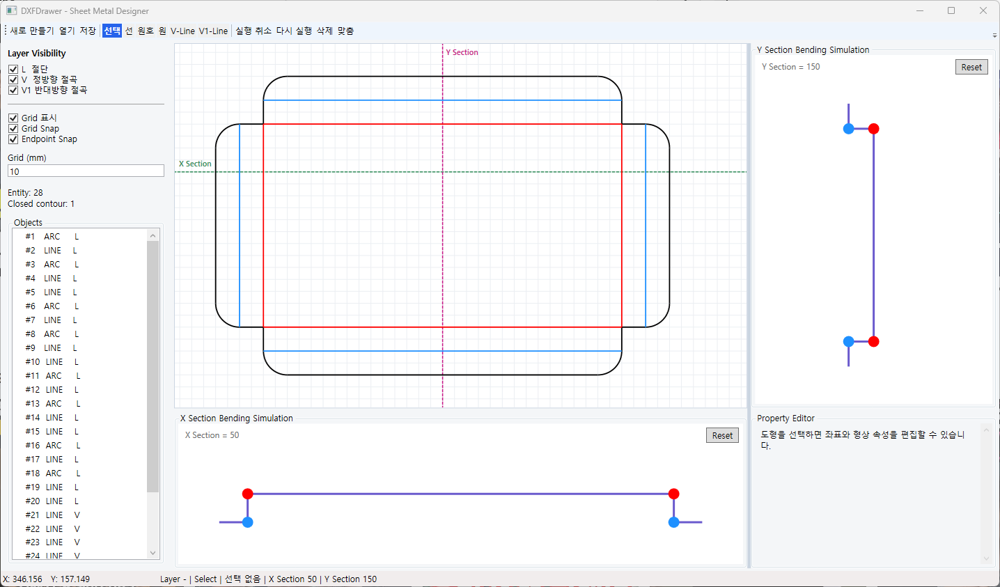 DXFDrawer - Sheet Metal Designer
새로 만들기 열기 저장 선택 선 원호 원 V-Line V1-Line 실행 취소 다시 실행 삭제 맞춤
Layer Visibility
L 절단
V 정방향 절곡
V1 반대방향 절곡
Grid 표시
Grid Snap
Endpoint Snap
Grid (mm)
10
Entity: 28
Closed contour: 1
Objects
#1 ARC L
#2 LINE L
#3 ARC L
#4 LINE L
#5 LINE L
#6 ARC L
#7 LINE L
#8 ARC L
#9 LINE L
#10 LINE L
#11 ARC L
#12 LINE L
#13 ARC L
#14 LINE L
#15 LINE L
#16 ARC L
#17 LINE L
#18 ARC L
#19 LINE L
#20 LINE L
#21 LINE V
#22 LINE V
#23 LINE V
#24 LINE V
Y Section
X Section
X Section Bending Simulation
X Section = 50
Reset
Y Section Bending Simulation
Y Section = 150
Reset
Property Editor
도형을 선택하면 좌표와 형상 속성을 편집할 수 있습니
다.
X: 346.156 Y: 157.149 Layer - | Select | 선택 없음 | X Section 50 | Y Section 150